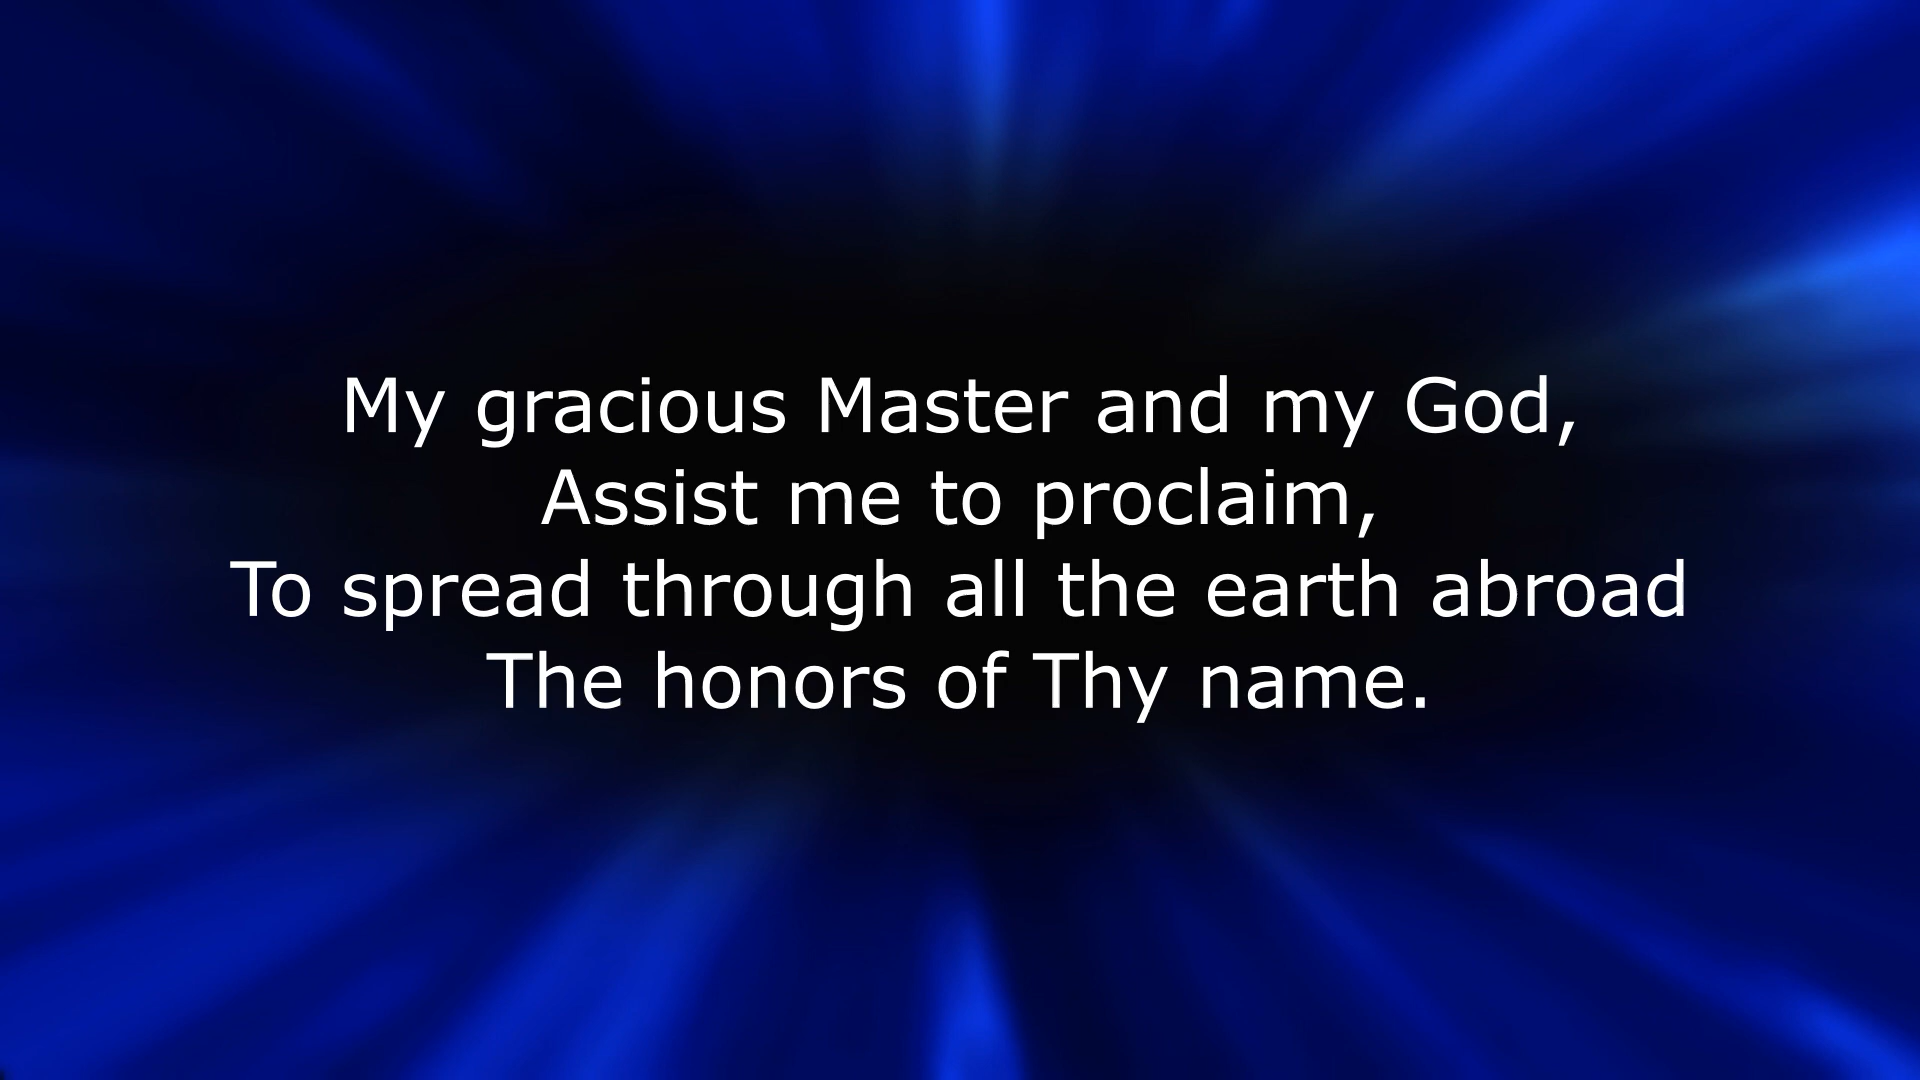 My gracious Master and my God,
Assist me to proclaim,
To spread through all the earth abroad
The honors of Thy name.